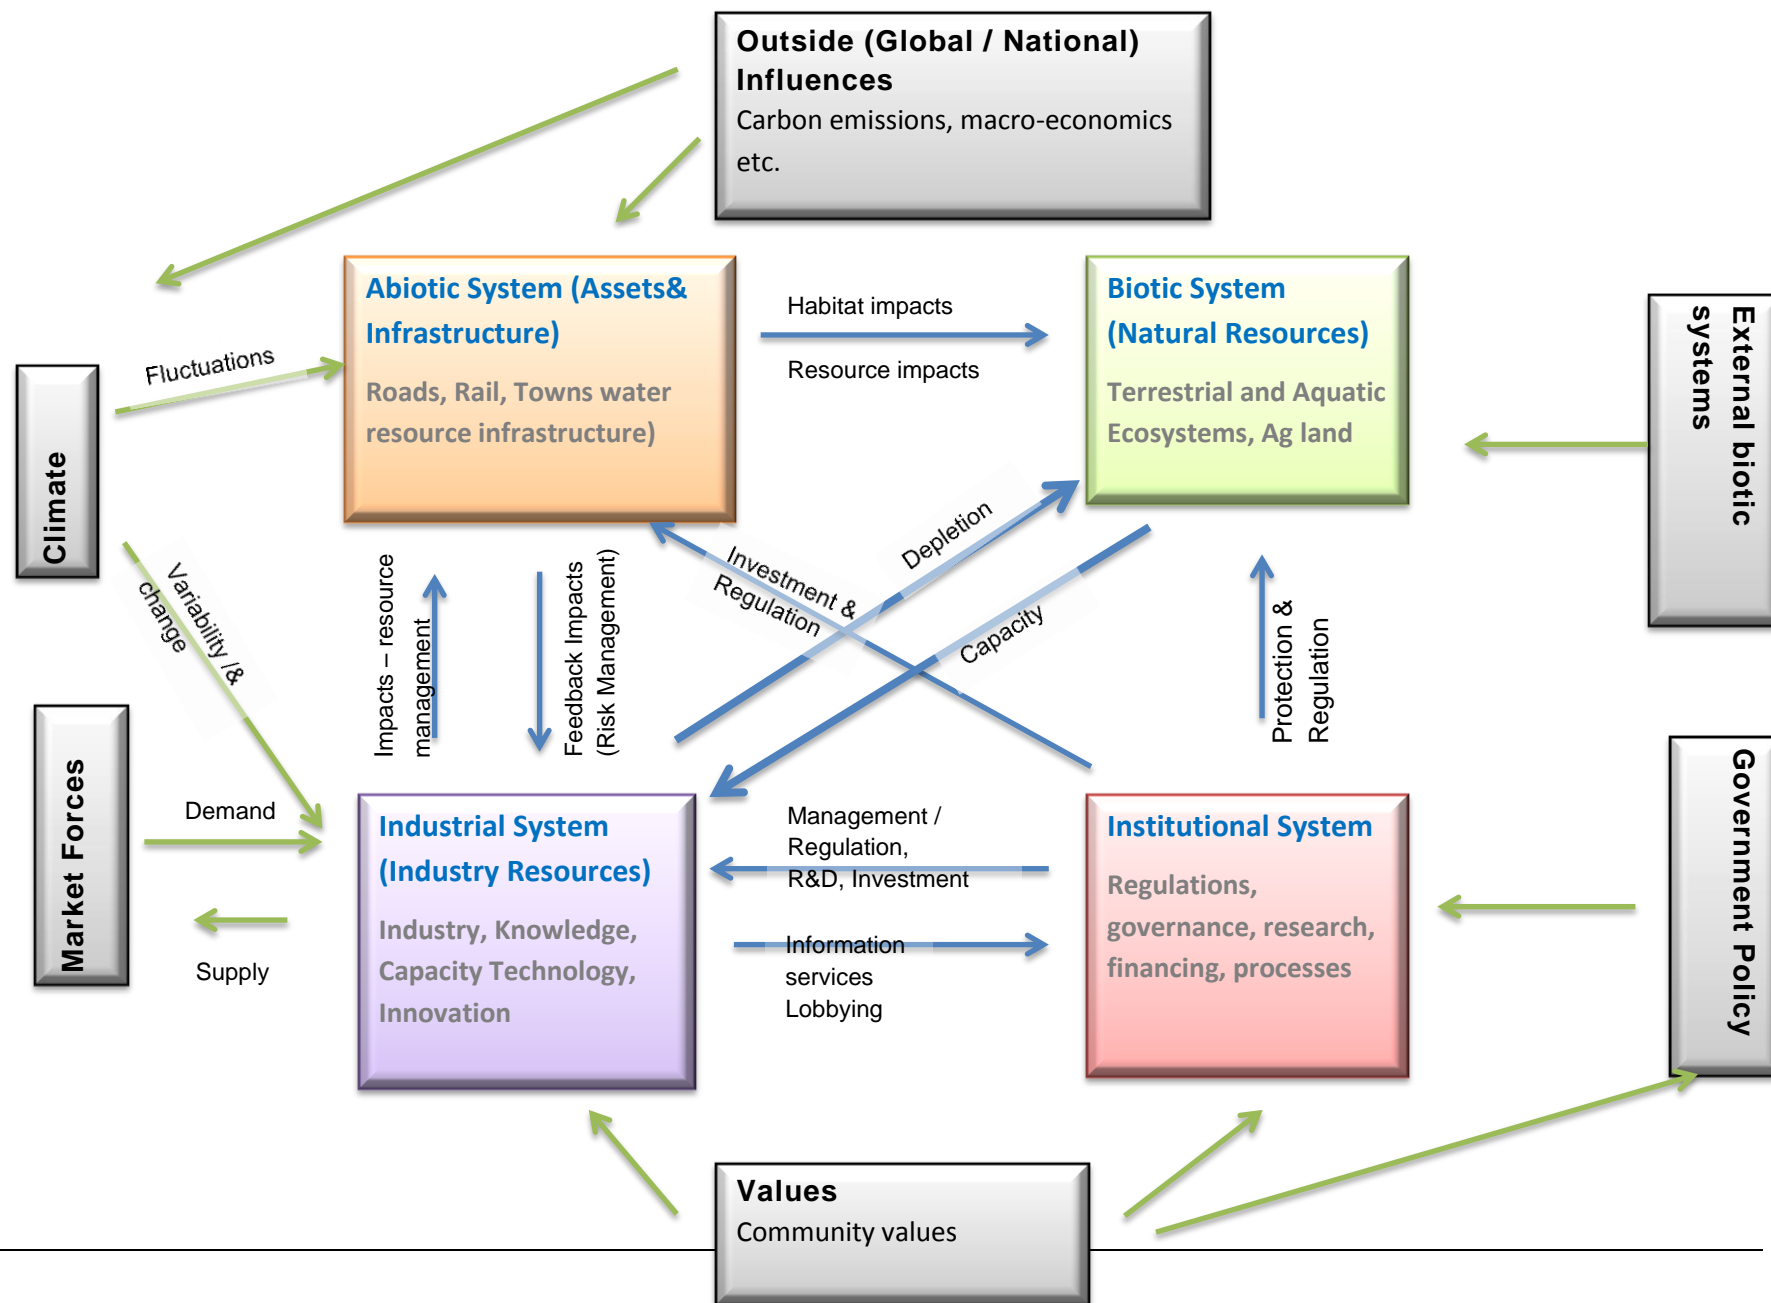 Outside (Global / National)
Influences
Carbon emissions, macro-economics
etc.
Abiotic System (Assets&
Infrastructure)
Roads, Rail, Towns water
resource infrastructure)
Habitat impacts
Resource impacts
Biotic System
(Natural Resources)
Terrestrial and Aquatic
Ecosystems, Ag land
External biotic
systems
Fluctuations
Climate
Variability /&
change
Impacts – resource
management
Feedback Impacts
(Risk Management)
Investment &
Regulation
Depletion
Capacity
Protection &
Regulation
Market Forces
Demand
Supply
Industrial System
(Industry Resources)
Industry, Knowledge,
Capacity Technology,
Innovation
Management /
Regulation,
R&D, Investment
Information
services
Lobbying
Institutional System
Regulations,
governance, research,
financing, processes
Government Policy
Values
Community values